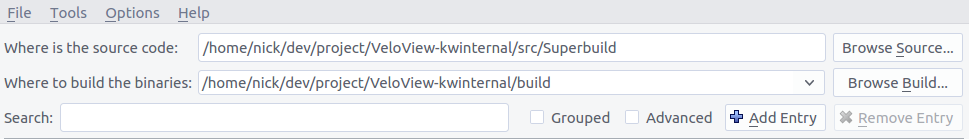 File Tools Options Help
Where is the source code: /home/nick/dev/project/VeloView-kwinternal/src/Superbuild Browse Source...
Where to build the binaries: /home/nick/dev/project/VeloView-kwinternal/build Browse Build...
Search: Grouped Advanced Add Entry Remove Entry